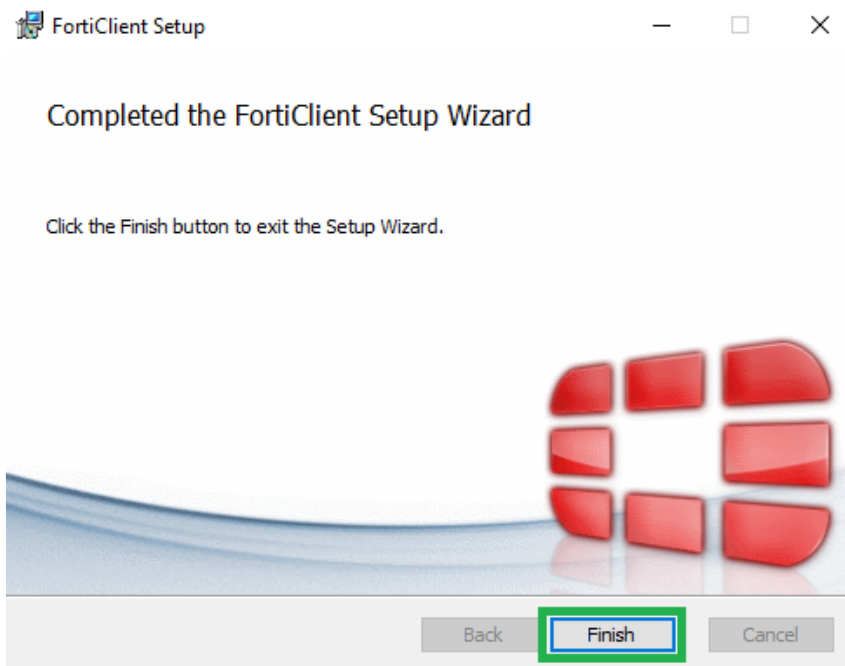 FortiClient Setup
Completed the FortiClient Setup Wizard
Click the Finish button to exit the Setup Wizard.
Back Finish Cancel